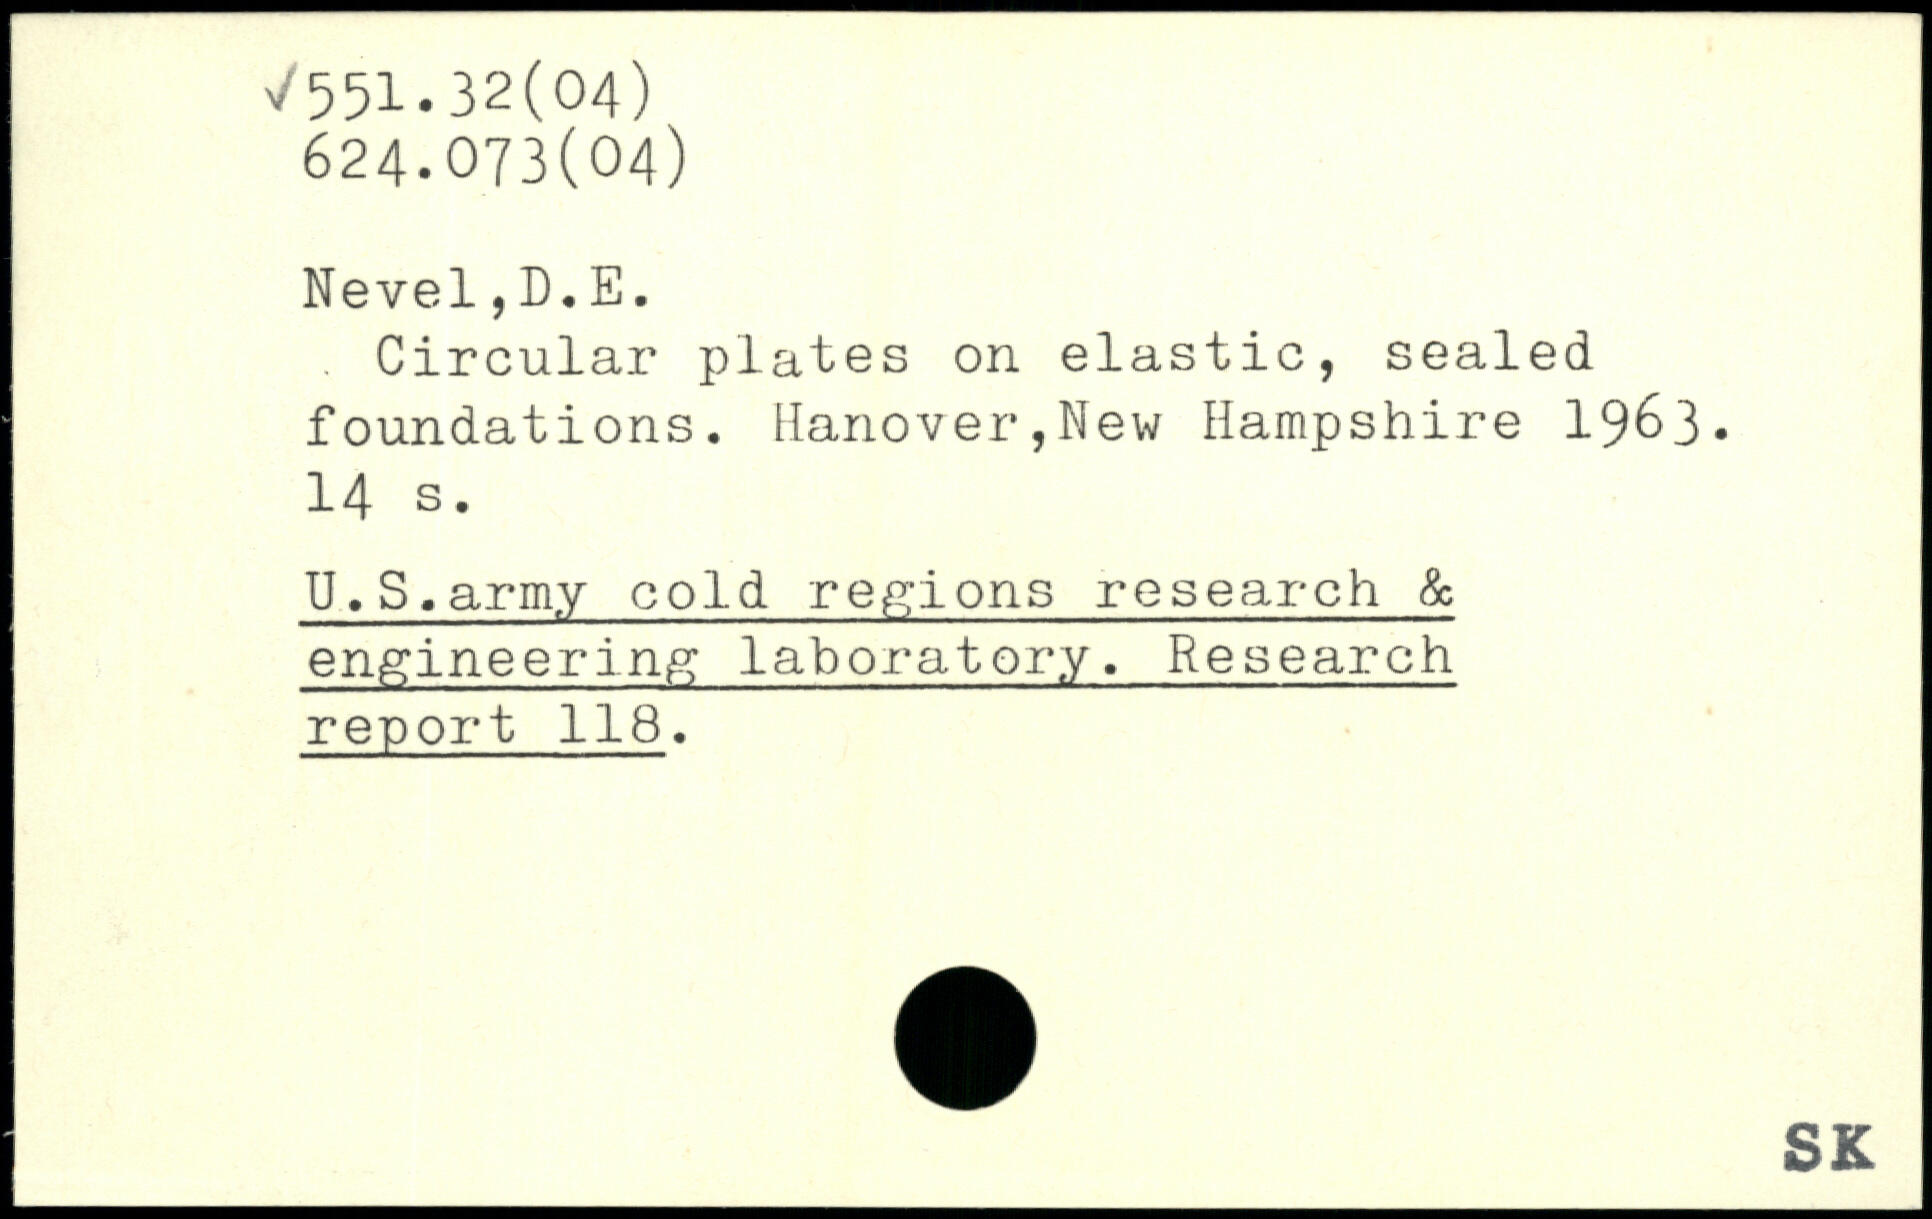 ✓551.32(04)
624.073(04)
Nevel,D.E.
Circular plates on elastic, sealed
foundations. Hanover,New Hampshire 1963.
14 s.
U.S.army cold regions research &
engineering laboratory. Research
report 118.
SK